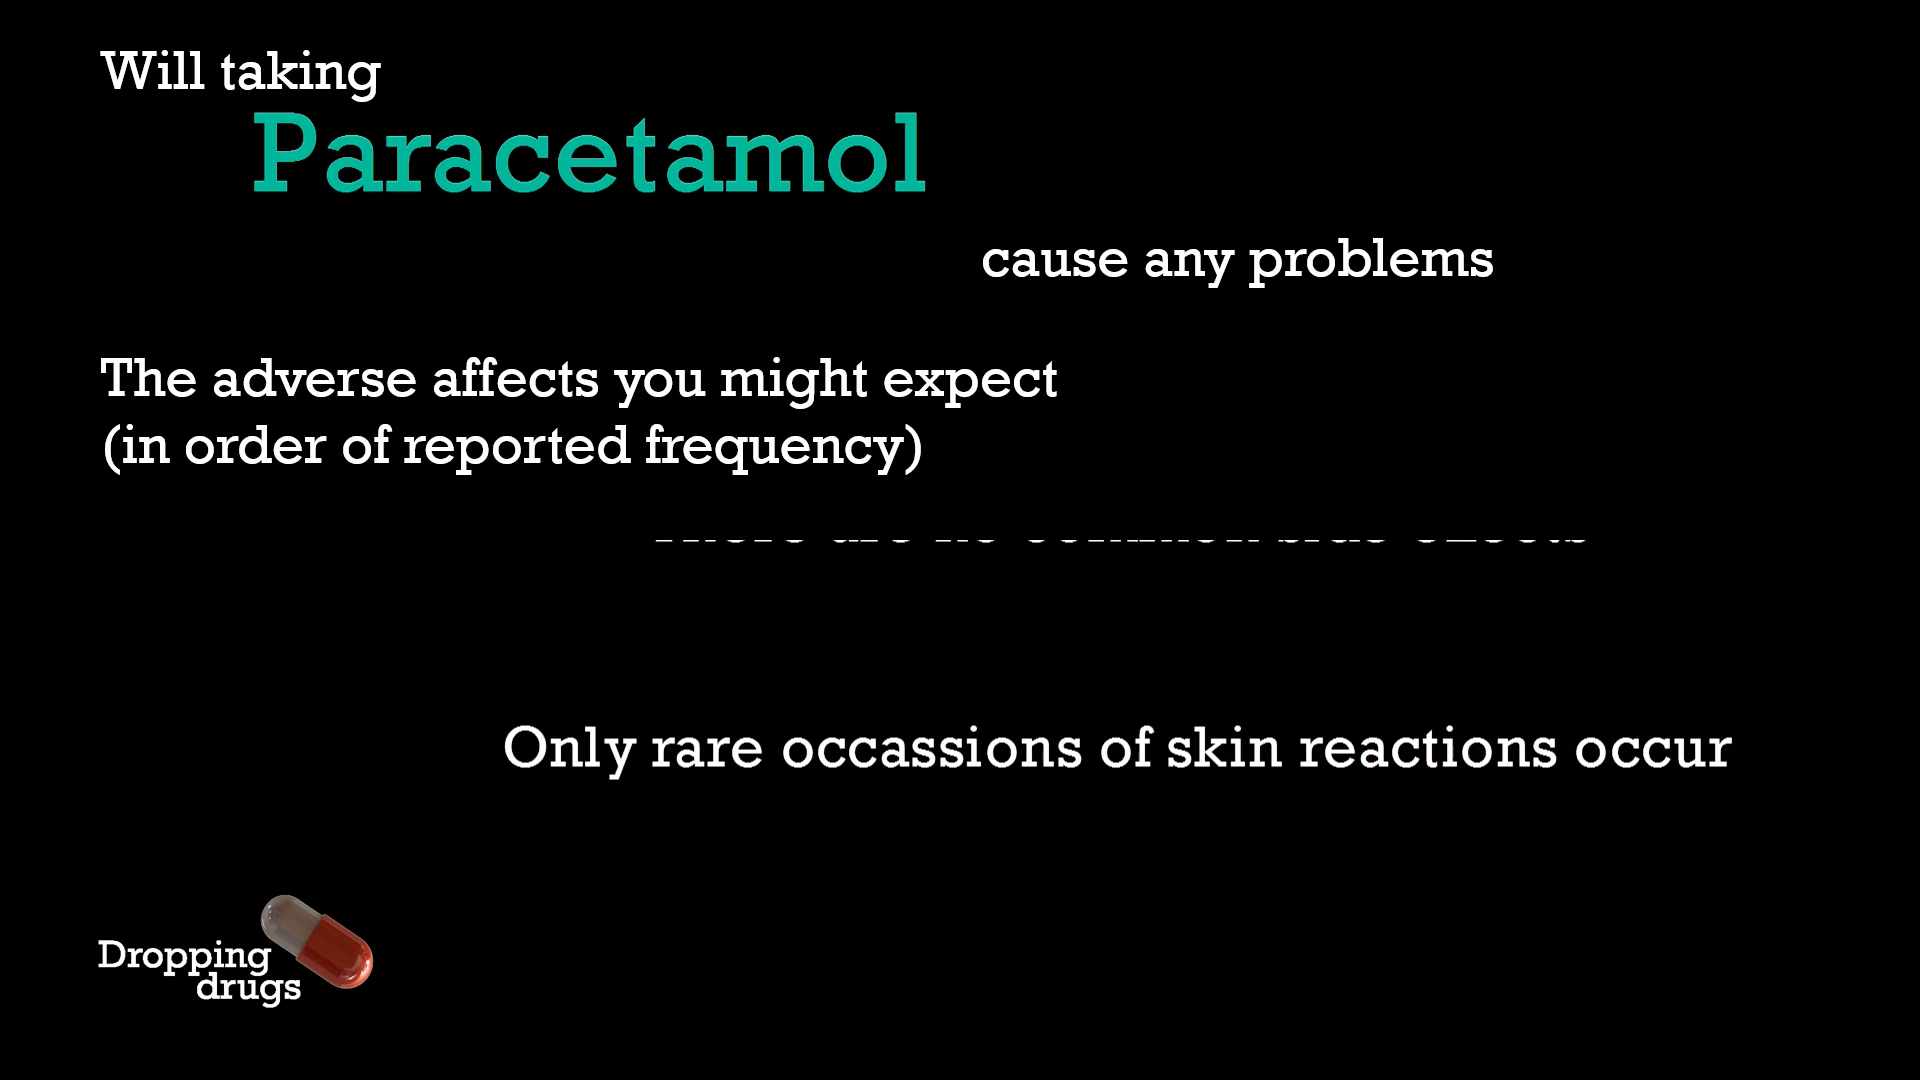 Will taking
Paracetamol
cause any problems
The adverse affects you might expect
(in order of reported frequency)
Only rare occassions of skin reactions occur
Dropping
drugs